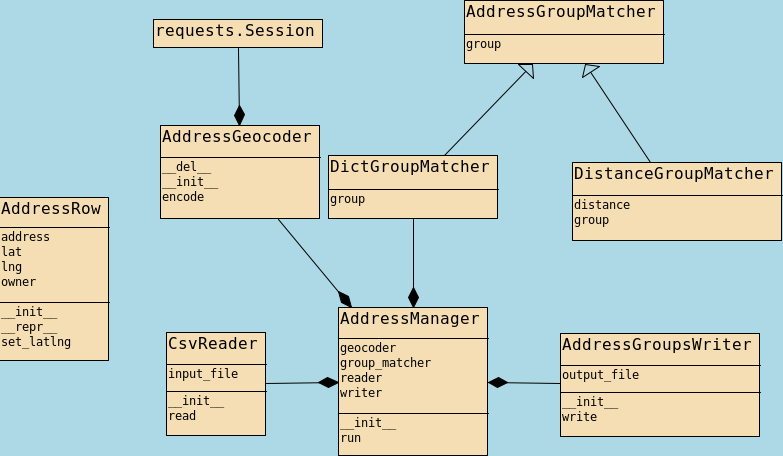 AddressGroupMatcher
group
requests.Session
AddressGeocoder
__del__
__init__
encode
DictGroupMatcher
group
DistanceGroupMatcher
distance
group
AddressRow
address
lat
lng
owner
__init__
__repr__
set_latlng
AddressManager
geocoder
group_matcher
reader
writer
__init__
run
CsvReader
input_file
__init__
read
AddressGroupsWriter
output_file
__init__
write